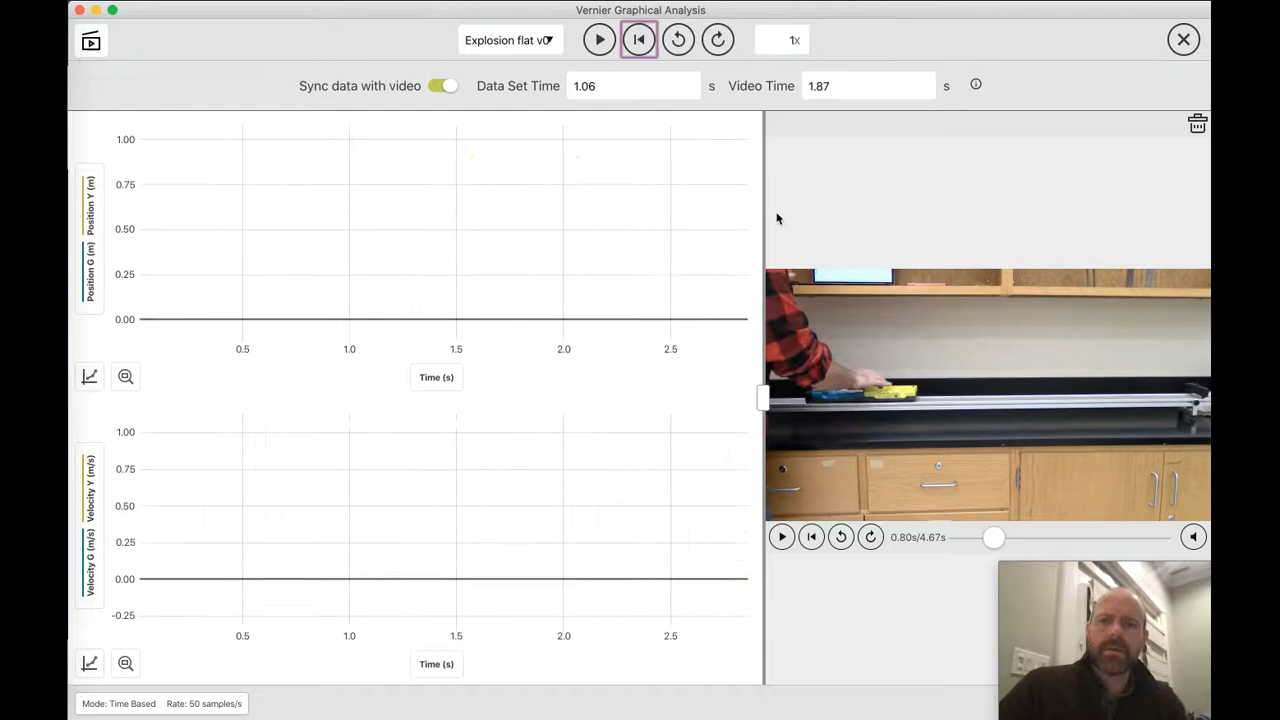 Vernier Graphical Analysis
Explosion flat v0
1x
Sync data with video
Data Set Time
1.06
s
Video Time
1.87
s
Position Y (m)
Position G (m)
1.00
0.75
0.50
0.25
0.00
0.5
1.0
1.5
2.0
2.5
Time (s)
Velocity Y (m/s)
Velocity G (m/s)
1.00
0.75
0.50
0.25
0.00
-0.25
0.5
1.0
1.5
2.0
2.5
Time (s)
0.80s/4.67s
Mode: Time Based Rate: 50 samples/s